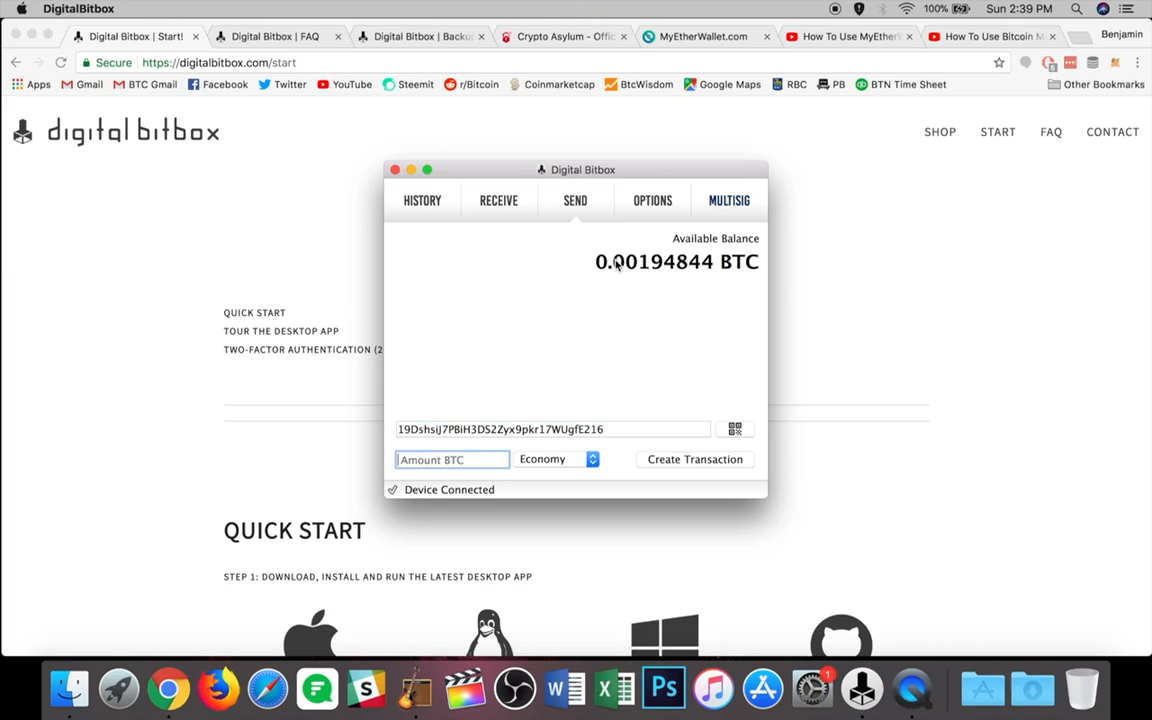 DigitalBitbox
100%
Sun 2:39 PM
Digital Bitbox | Start!
Digital Bitbox | FAQ
Digital Bitbox | Backu
Crypto Asylum - Offic
MyEtherWallet.com
How To Use MyEtherW
How To Use Bitcoin M
Benjamin
Secure
https://digitalbitbox.com/start
Apps
Gmail
BTC Gmail
Facebook
Twitter
YouTube
Steemit
r/Bitcoin
Coinmarketcap
BtcWisdom
Google Maps
RBC
PB
BTN Time Sheet
Other Bookmarks
digital bitbox
SHOP
START
FAQ
CONTACT
Digital Bitbox
HISTORY
RECEIVE
SEND
OPTIONS
MULTISIG
Available Balance
0.00194844 BTC
QUICK START
TOUR THE DESKTOP APP
TWO-FACTOR AUTHENTICATION (2
19DshsiJ7PBiH3DS2Zyx9pkr17WUgfE216
Amount BTC
Economy
Create Transaction
Device Connected
QUICK START
STEP 1: DOWNLOAD, INSTALL AND RUN THE LATEST DESKTOP APP